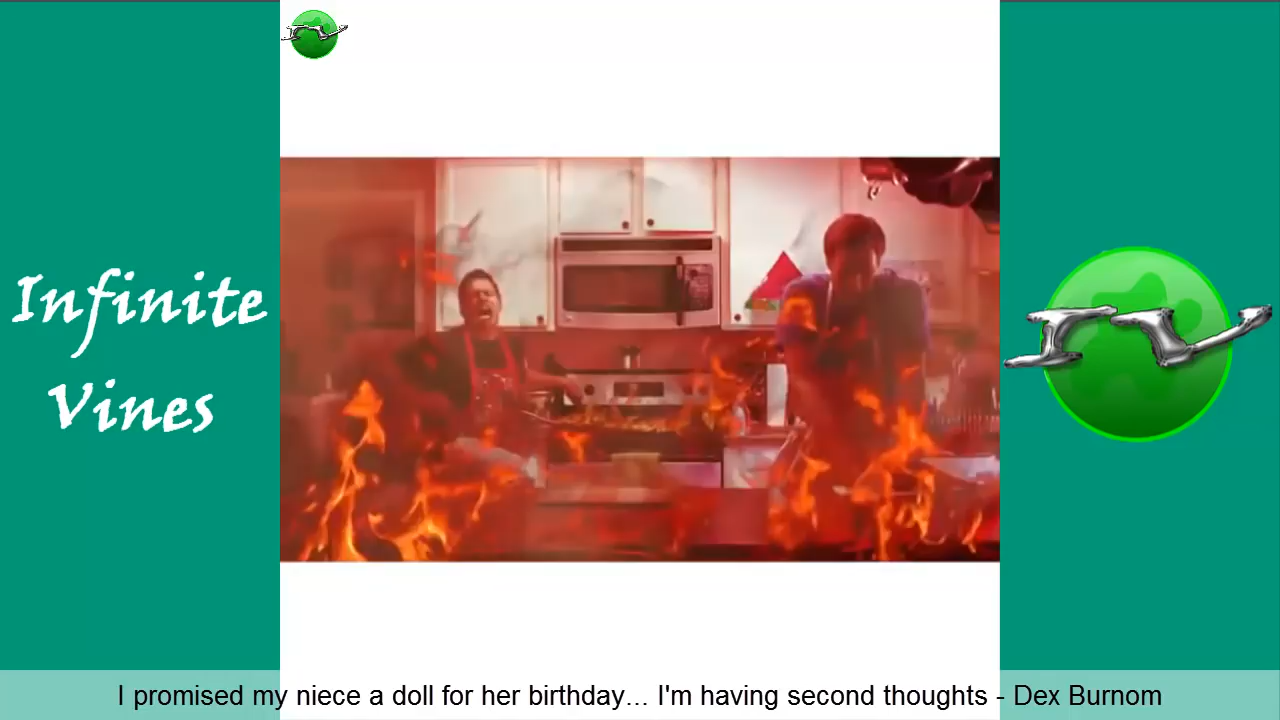 Infinite
Vines
I promised my niece a doll for her birthday... I'm having second thoughts - Dex Burnom